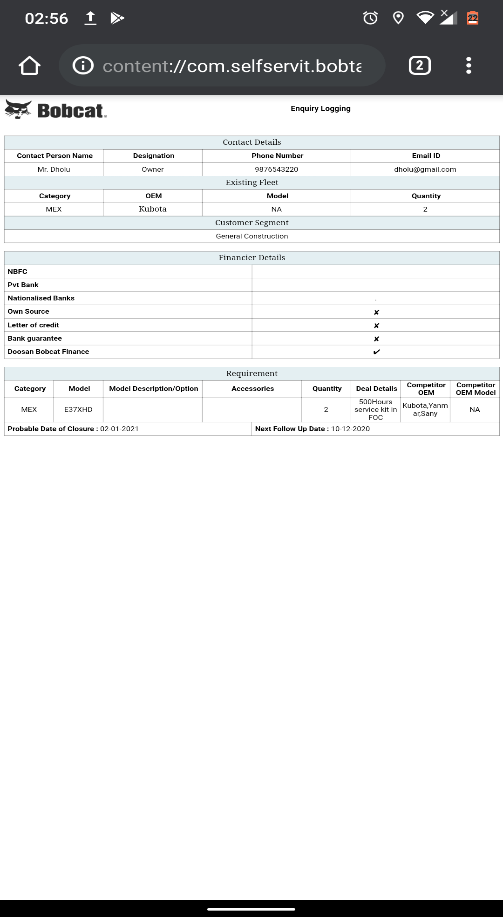 02:56
22
content://com.selfservit.bobta
2
Bobcat.
Enquiry Logging
Contact Details
Contact Person Name Designation Phone Number Email ID
Mr. Dholu Owner 9876543220 dholu@gmail.com
Existing Fleet
Category OEM Model Quantity
MEX Kubota NA 2
Customer Segment
General Construction
Financier Details
NBFC
Pvt Bank
Nationalised Banks
Own Source ✘
Letter of credit ✘
Bank guarantee ✘
Doosan Bobcat Finance ✔
Requirement
Category Model Model Description/Option Accessories Quantity Deal Details Competitor OEM Competitor OEM Model
MEX E37XHD 2 500Hours service kit in FOC Kubota,Yanmar,Sany NA
Probable Date of Closure : 02-01-2021 Next Follow Up Date : 10-12-2020